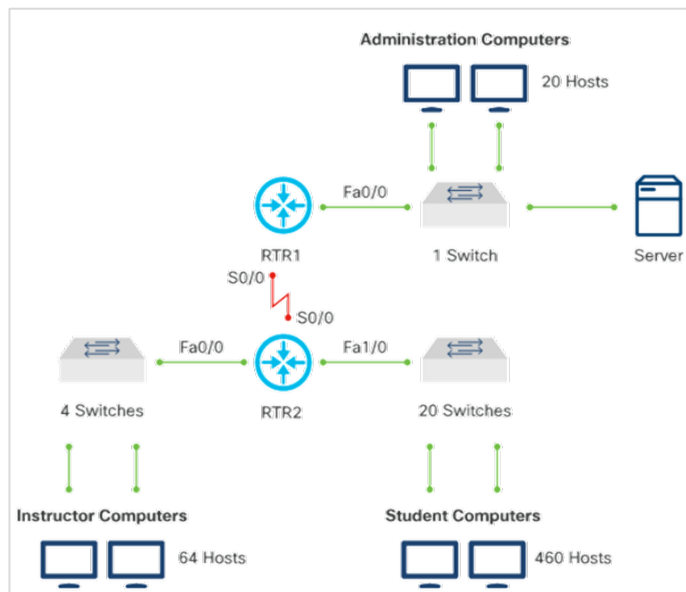 Administration Computers
20 Hosts
Fa0/0
RTR1
1 Switch
Server
S0/0
S0/0
Fa0/0
Fa1/0
4 Switches
RTR2
20 Switches
Instructor Computers
Student Computers
64 Hosts
460 Hosts